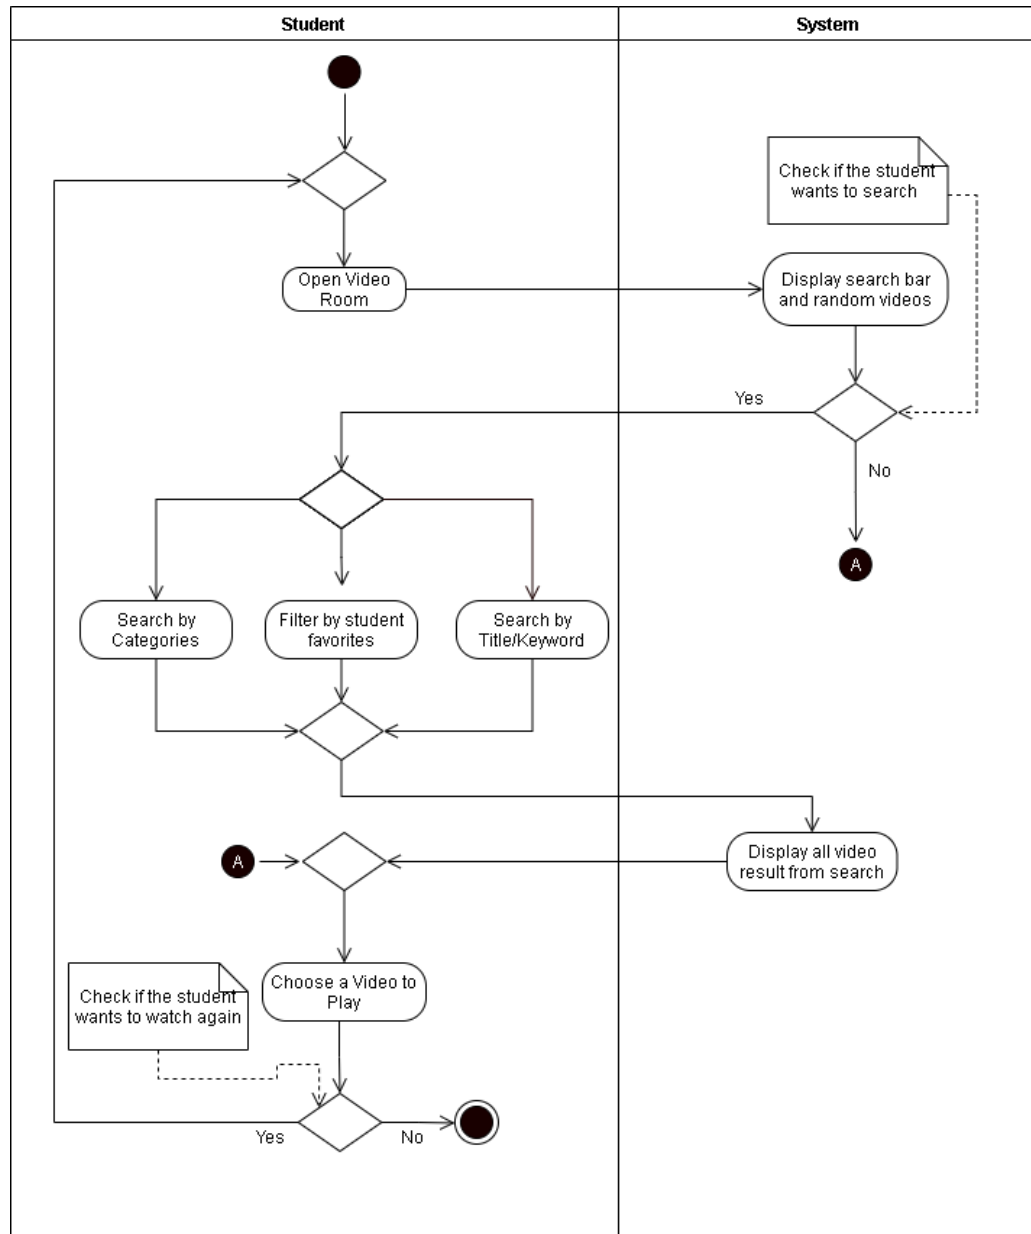 Student
System
Check if the student
wants to search
Open Video
Room
Display search bar
and random videos
Yes
No
A
Search by
Categories
Filter by student
favorites
Search by
Title/Keyword
A
Display all video
result from search
Choose a Video to
Play
Check if the student
wants to watch again
Yes
No